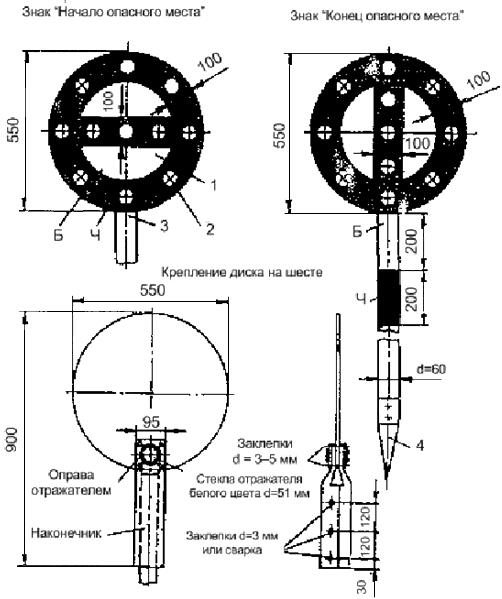 Знак "Начало опасного места"
Знак "Конец опасного места"
100
100
550
1
2
3
Б
Ч
100
550
100
Б
200
Ч
200
d=60
4
Крепление диска на шесте
550
900
95
Оправа
отражателем
Наконечник
Заклепки
d = 3–5 мм
Стекла отражателя
белого цвета d=51 мм
Заклепки d=3 мм
или сварка
120
120
30